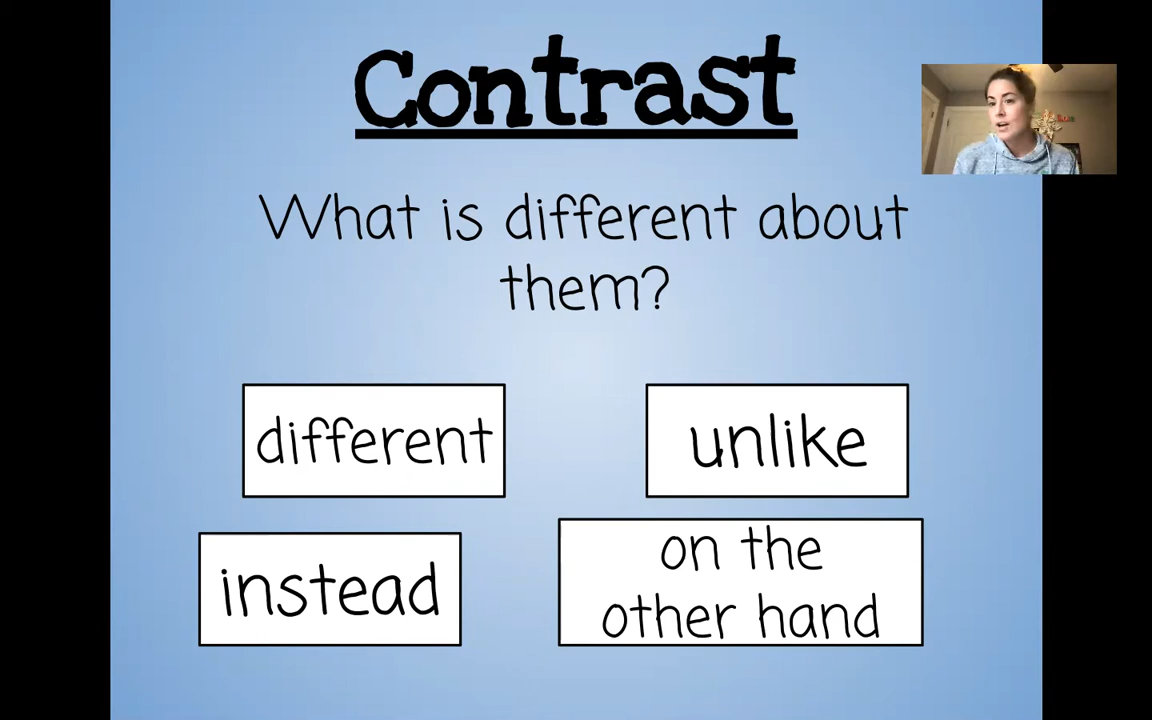 Contrast
What is different about
them?
different
unlike
instead
on the
other hand